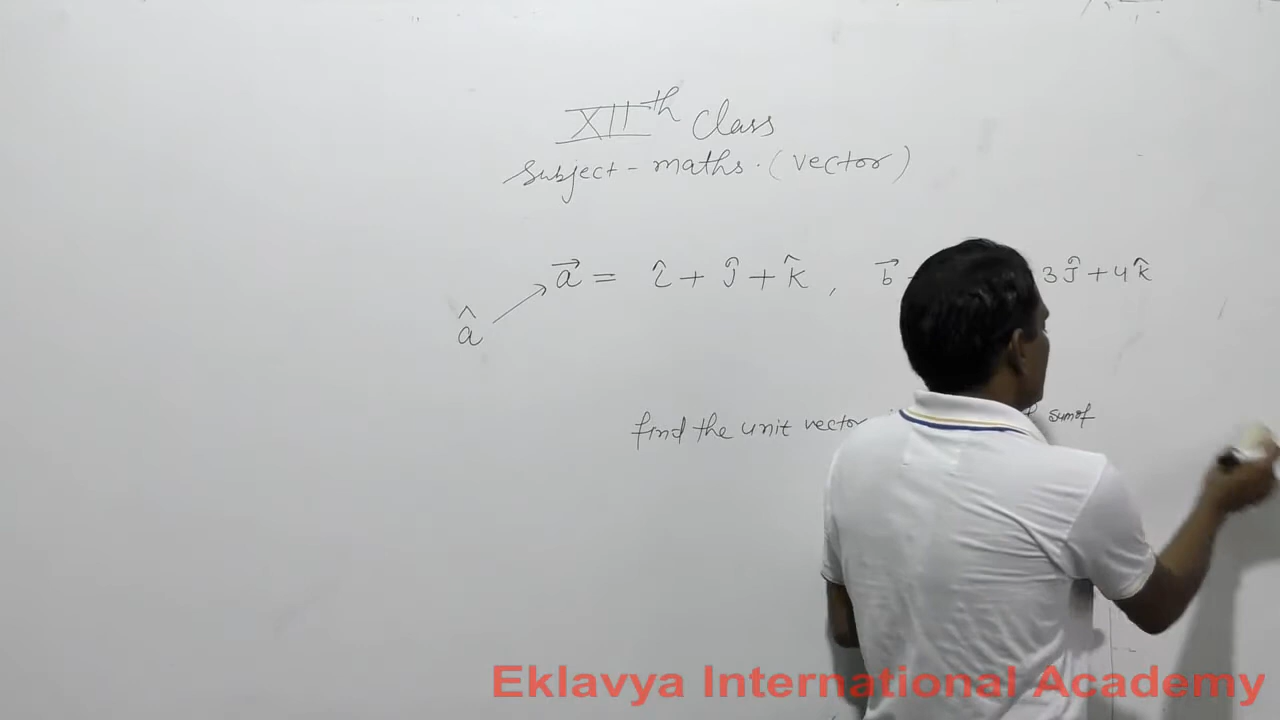 XIIth Class
Subject - maths. (vector)
→a = î + ĵ + k̂, →b 3ĵ + 4k̂
â
find the unit vector sum of
Eklavya International Academy